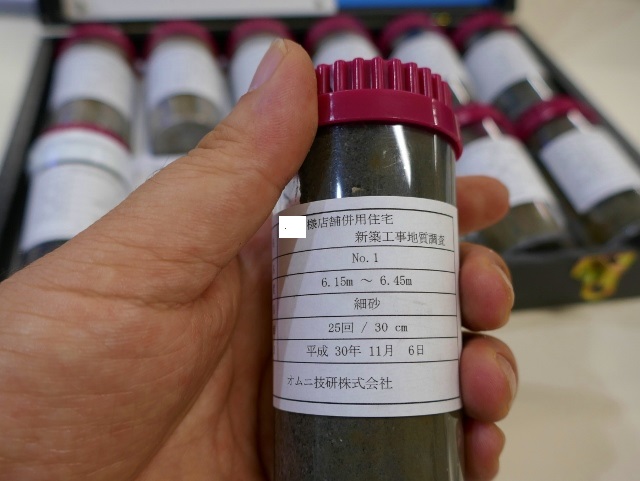 様店舗併用住宅
新築工事地質調査
No.1
6.15m ～ 6.45m
細砂
25回 / 30 cm
平成 30年 11月 6日
オムニ技研株式会社